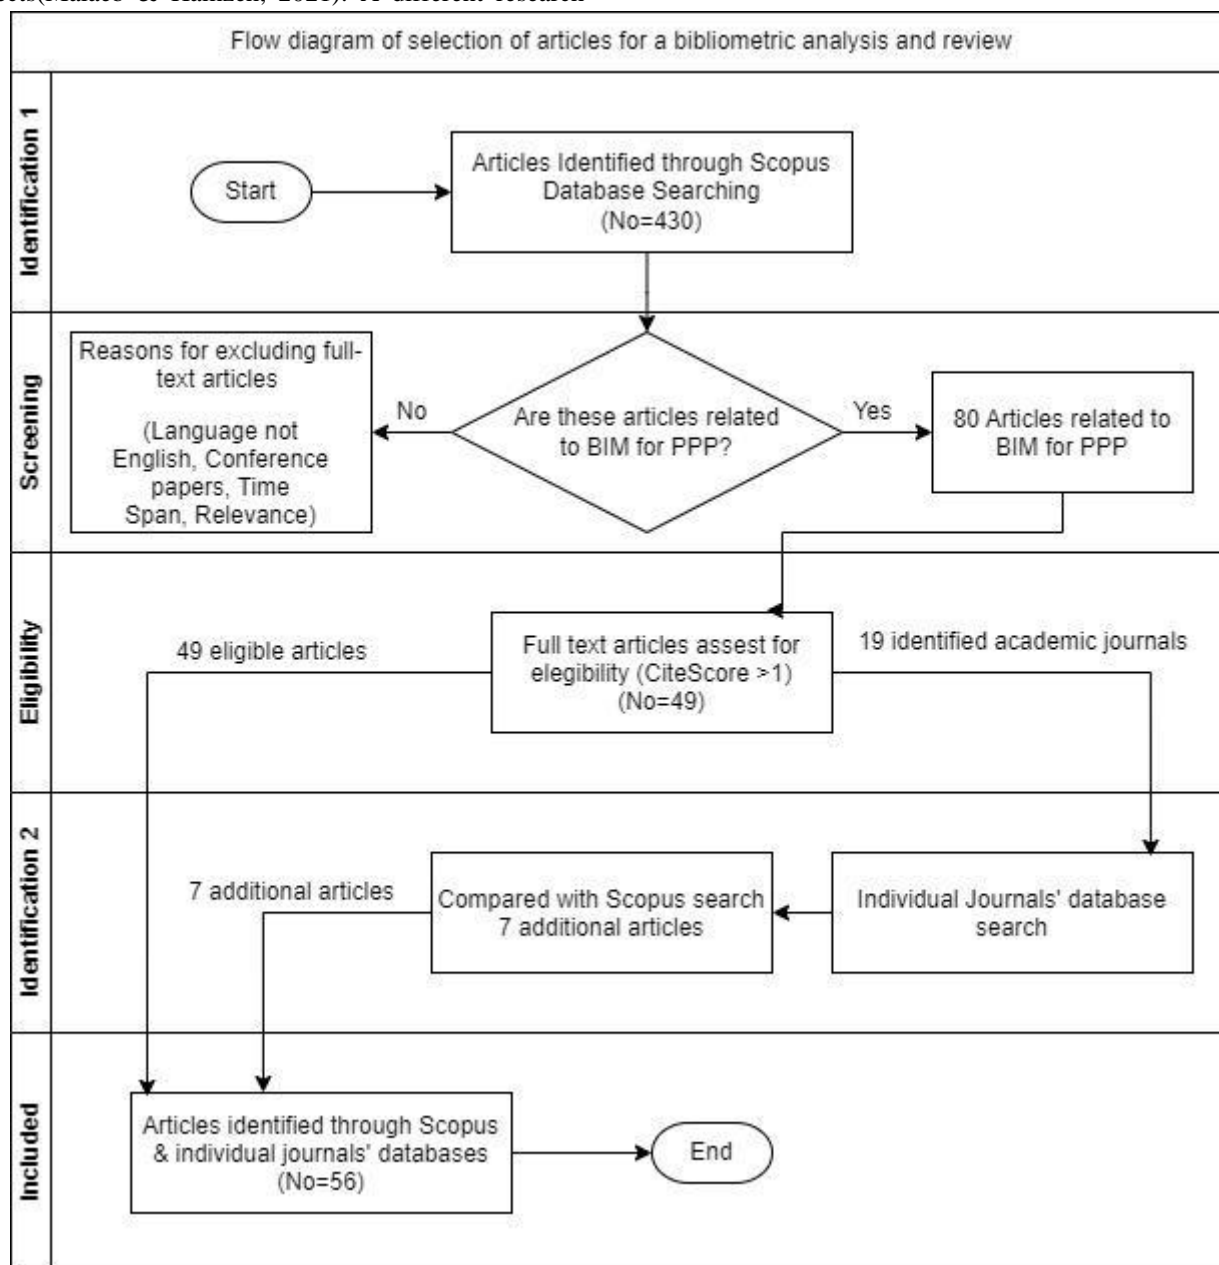 (Malaeb & Hamzeh, 2021). A different research
Flow diagram of selection of articles for a bibliometric analysis and review
Identification 1
Start
Articles Identified through Scopus
Database Searching
(No=430)
Screening
Reasons for excluding full-
text articles
(Language not
English, Conference
papers, Time
Span, Relevance)
No
Are these articles related
to BIM for PPP?
Yes
80 Articles related to
BIM for PPP
Eligibility
49 eligible articles
Full text articles assest for
elegibility (CiteScore >1)
(No=49)
19 identified academic journals
Identification 2
7 additional articles
Compared with Scopus search
7 additional articles
Individual Journals' database
search
Included
Articles identified through Scopus
& individual journals' databases
(No=56)
End